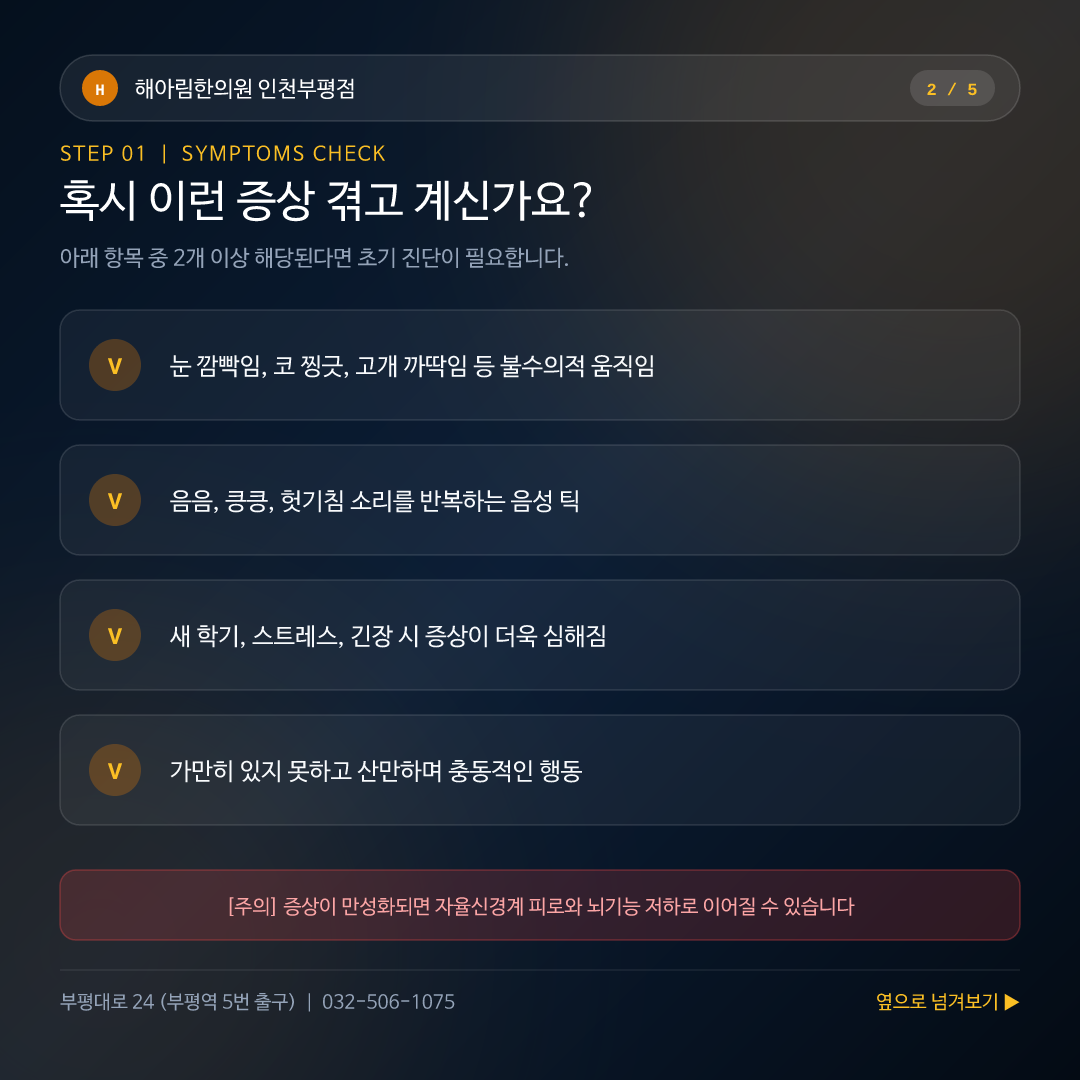 H 해아림한의원 인천부평점 2 / 5
STEP 01 | SYMPTOMS CHECK
혹시 이런 증상 겪고 계신가요?
아래 항목 중 2개 이상 해당된다면 초기 진단이 필요합니다.
V 눈 깜빡임, 코 찡긋, 고개 까딱임 등 불수의적 움직임
V 음음, 킁킁, 헛기침 소리를 반복하는 음성 틱
V 새 학기, 스트레스, 긴장 시 증상이 더욱 심해짐
V 가만히 있지 못하고 산만하며 충동적인 행동
[주의] 증상이 만성화되면 자율신경계 피로와 뇌기능 저하로 이어질 수 있습니다
부평대로 24 (부평역 5번 출구) | 032-506-1075 옆으로 넘겨보기 ▶